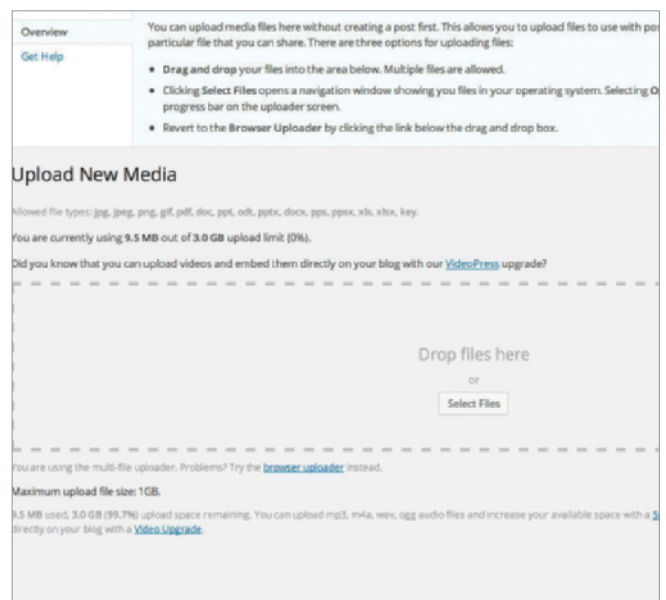 Overview
Get Help
You can upload media files here without creating a post first. This allows you to upload files to use with pos
particular file that you can share. There are three options for uploading files:
• Drag and drop your files into the area below. Multiple files are allowed.
• Clicking Select Files opens a navigation window showing you files in your operating system. Selecting O
progress bar on the uploader screen.
• Revert to the Browser Uploader by clicking the link below the drag and drop box.
Upload New Media
Allowed file types: jpg, jpeg, png, gif, pdf, doc, ppt, odt, pptx, docx, pps, ppsx, xls, xlsx, key.
You are currently using 9.5 MB out of 3.0 GB upload limit (0%).
Did you know that you can upload videos and embed them directly on your blog with our VideoPress upgrade?
Drop files here
or
Select Files
You are using the multi-file uploader. Problems? Try the browser uploader instead.
Maximum upload file size: 1GB.
9.5 MB used, 3.0 GB (99.7%) upload space remaining. You can upload mp3, m4a, wav, ogg audio files and increase your available space with a S
directly on your blog with a Video Upgrade.